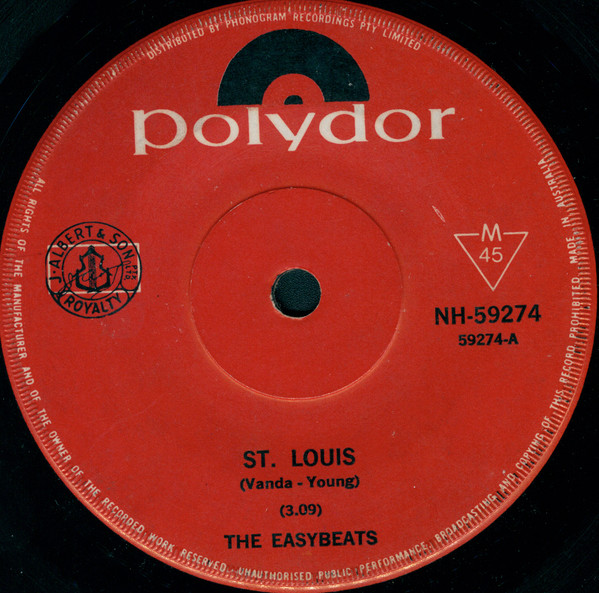 DISTRIBUTED BY PHONOGRAM RECORDINGS PTY LIMITED
polydor
J. ALBERT & SON PTY. LTD.
ROYALTY
M
45
NH-59274
59274-A
ST. LOUIS
(Vanda - Young)
(3.09)
THE EASYBEATS
ALL RIGHTS OF THE MANUFACTURER AND OF THE OWNER OF THE RECORDED WORK RESERVED. UNAUTHORISED PUBLIC PERFORMANCE, BROADCASTING AND COPYING OF THIS RECORD PROHIBITED. MADE IN AUSTRALIA